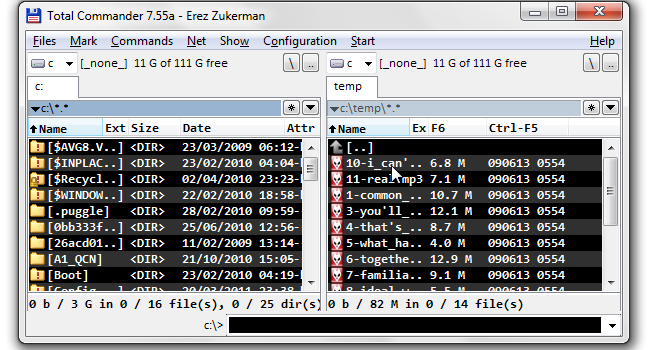 Total Commander 7.55a - Erez Zukerman
Files Mark Commands Net Show Configuration Start Help
c [_none_] 11 G of 111 G free \ .. c [_none_] 11 G of 111 G free \ ..
c: temp
c:\*.* * c:\temp\*.* *
Name Ext Size Date Attr Name Ex F6 Ctrl-F5
[$AVG8.V..] <DIR> 23/03/2009 06:12- [..]
[$INPLAC..] <DIR> 02/02/2010 04:04- 10-i_can'.. 6.8 M 090613 0554
[$Recycl..] <DIR> 02/04/2010 23:23- 11-real mp3 7.1 M 090613 0554
[$WINDOW..] <DIR> 22/02/2010 18:58- 1-common_.. 10.7 M 090613 0554
[.puggle] <DIR> 28/02/2010 09:59- 3-you'll_.. 12.1 M 090613 0554
[0bb333f..] <DIR> 25/06/2010 12:56- 4-that's_.. 8.7 M 090613 0554
[26acd01..] <DIR> 11/02/2009 13:14- 5-what_ha.. 4.0 M 090613 0554
[A1_QCN] <DIR> 21/10/2010 15:05- 6-togethe.. 12.9 M 090613 0554
[Boot] <DIR> 23/02/2010 04:19- 7-familia.. 9.1 M 090613 0554
0 b / 3 G in 0 / 16 file(s), 0 / 25 dir(s) 0 b / 82 M in 0 / 14 file(s)
c:\>